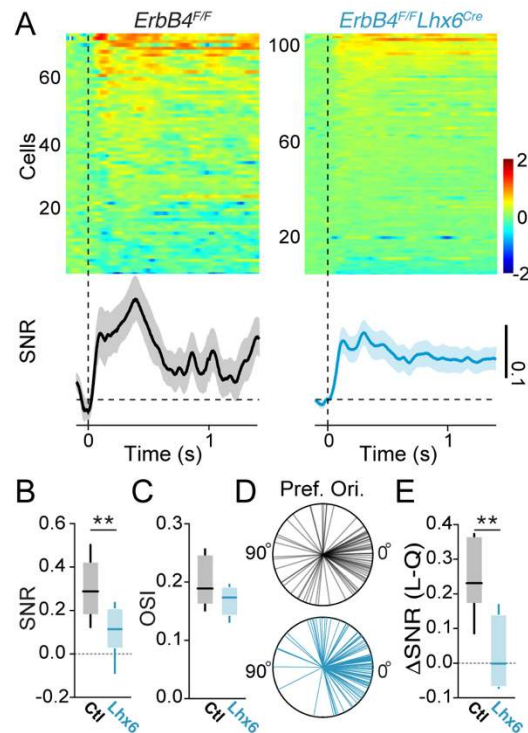 A
ErbB4F/F
ErbB4F/FLhx6Cre
Cells
60
40
20
100
60
20
2
0
-2
SNR
0.1
0
1
Time (s)
0
1
Time (s)
B
SNR
0.6
0.4
0.2
0.0
-0.2
**
Ctl
Lhx6
C
OSI
0.3
0.2
0.1
0.0
Ctl
Lhx6
D
Pref. Ori.
90°
0°
90°
0°
E
ΔSNR (L-Q)
0.4
0.3
0.2
0.1
0.0
-0.1
**
Ctl
Lhx6